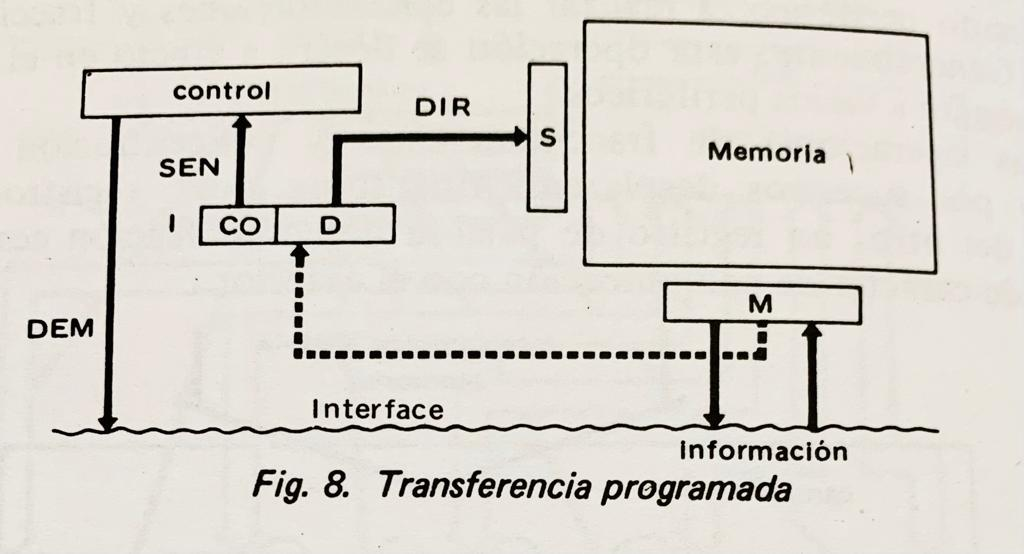 control
DIR
S
Memoria
SEN
I
CO
D
M
DEM
Interface
información
Fig. 8. Transferencia programada